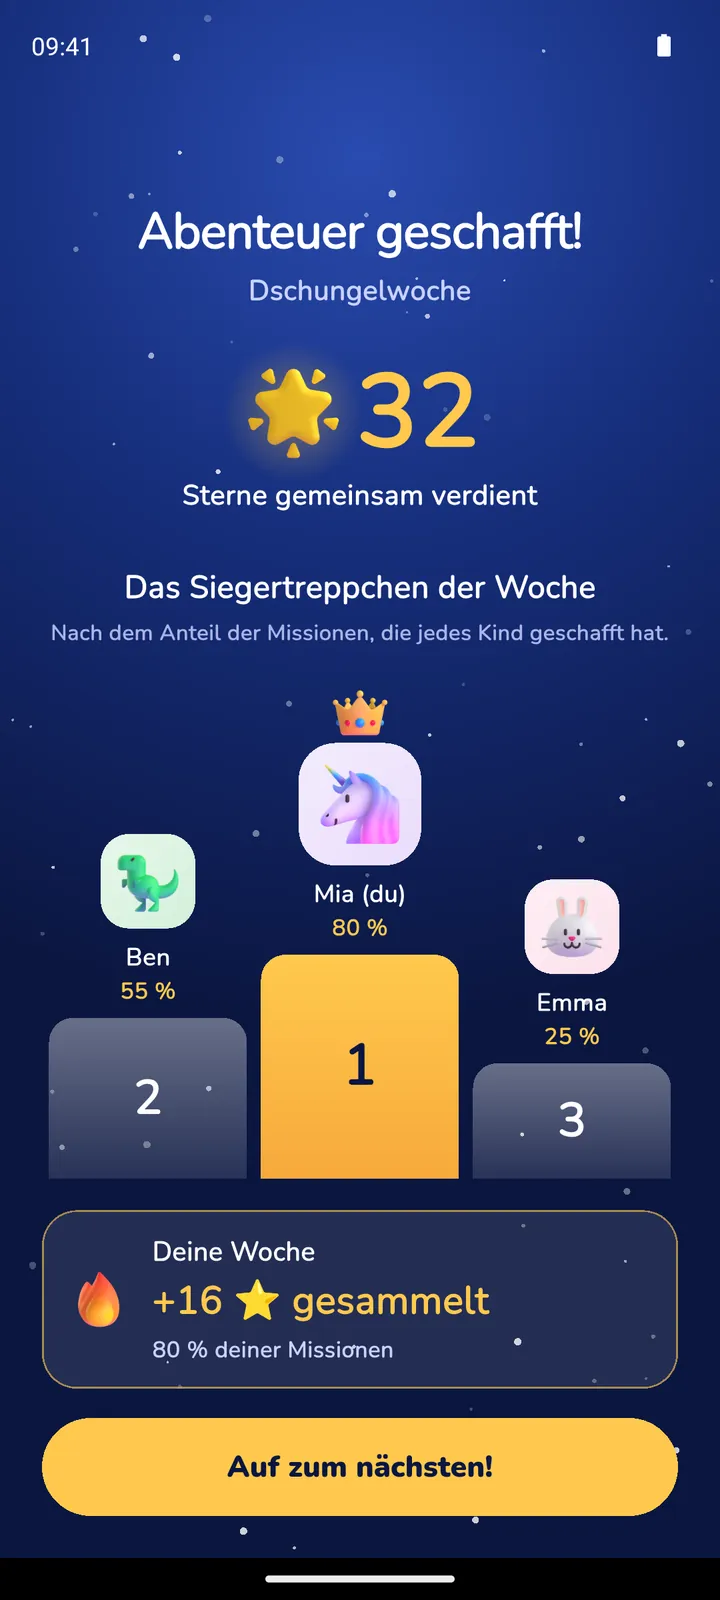 09:41
Abenteuer geschafft!
Dschungelwoche
32
Sterne gemeinsam verdient
Das Siegertreppchen der Woche
Nach dem Anteil der Missionen, die jedes Kind geschafft hat.
Mia (du)
80 %
Ben
55 %
Emma
25 %
1
2
3
Deine Woche
+16 ⭐ gesammelt
80 % deiner Missionen
Auf zum nächsten!